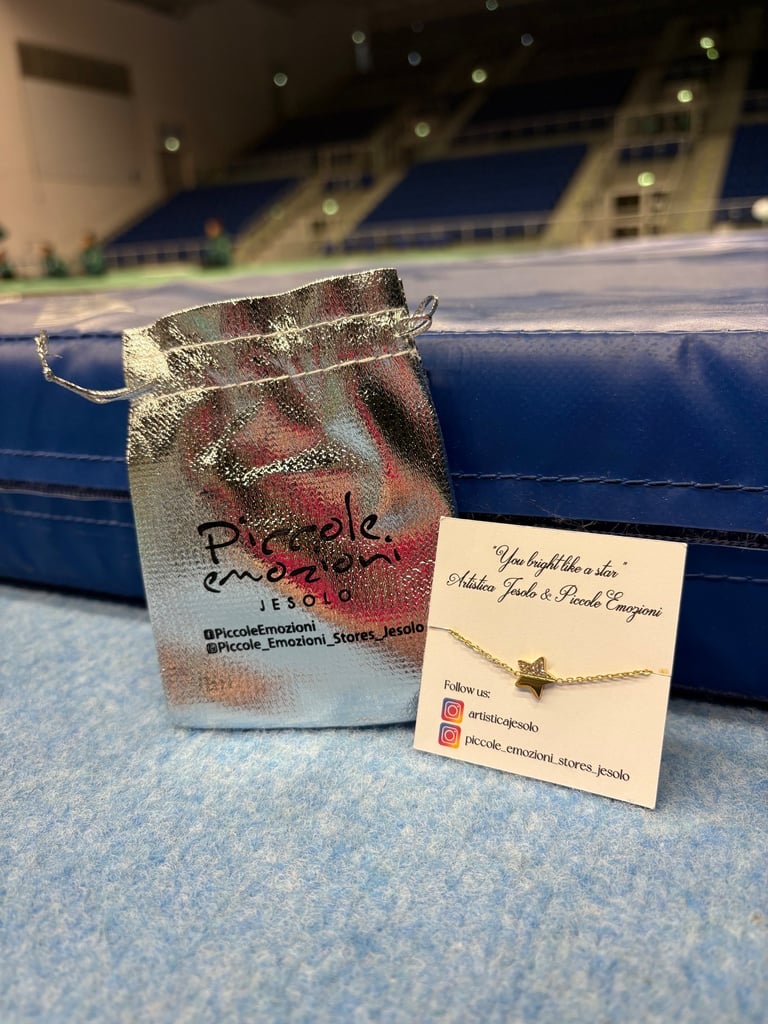 Piccole
emozioni
JESOLO
PiccoleEmozioni
Piccole_Emozioni_Stores_Jesolo
"You bright like a star"
Artistica Jesolo & Piccole Emozioni
Follow us:
artisticajesolo
piccole_emozioni_stores_jesolo